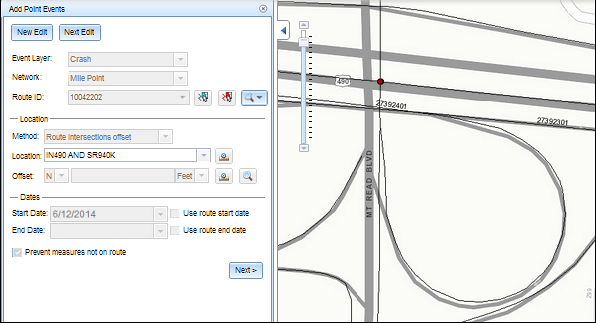 Add Point Events
New Edit Next Edit
Event Layer: Crash
Network: Mile Point
Route ID: 10042202
Location
Method: Route intersections offset
Location: IN490 AND SR940K
Offset: N Feet
Dates
Start Date: 6/12/2014 Use route start date
End Date: Use route end date
Prevent measures not on route
Next >
490
27392401
27392301
MT READ BLVD